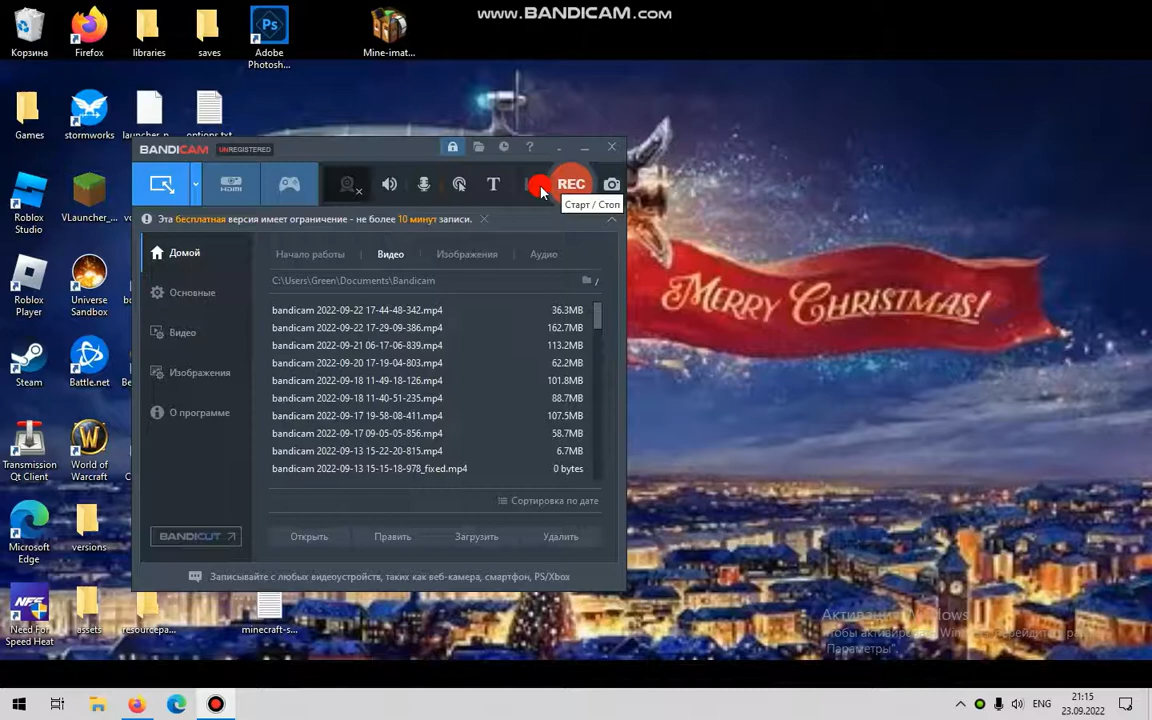 www.BANDICAM.com
Корзина
Firefox
libraries
saves
Adobe
Photosh...
Mine-imat...
Games
stormworks
options.txt
BANDICAM UNREGISTERED
REC
Старт / Стоп
Эта бесплатная версия имеет ограничение - не более 10 минут записи.
Roblox
Studio
VLauncher_..
Домой
Начало работы
Видео
Изображения
Аудио
C:\Users\Green\Documents\Bandicam
Основные
Видео
Изображения
О программе
Roblox
Player
Universe
Sandbox
bandicam 2022-09-22 17-44-48-342.mp4 36.3MB
bandicam 2022-09-22 17-29-09-386.mp4 162.7MB
bandicam 2022-09-21 06-17-06-839.mp4 113.2MB
bandicam 2022-09-20 17-19-04-803.mp4 62.2MB
bandicam 2022-09-18 11-49-18-126.mp4 101.8MB
bandicam 2022-09-18 11-40-51-235.mp4 88.7MB
bandicam 2022-09-17 19-58-08-411.mp4 107.5MB
bandicam 2022-09-17 09-05-05-856.mp4 58.7MB
bandicam 2022-09-13 15-22-20-815.mp4 6.7MB
bandicam 2022-09-13 15-15-18-978_fixed.mp4 0 bytes
MERRY CHRISTMAS!
Steam
Battle.net
Transmission
Qt Client
World of
Warcraft
Сортировка по дате
BANDICUT
Открыть
Править
Загрузить
Удалить
Microsoft
Edge
versions
Записывайте с любых видеоустройств, таких как веб-камера, смартфон, PS/Xbox
Need For
Speed Heat
assets
resourcepa...
minecraft-s...
Активация Windows
"Параметры".
ENG
21:15
23.09.2022